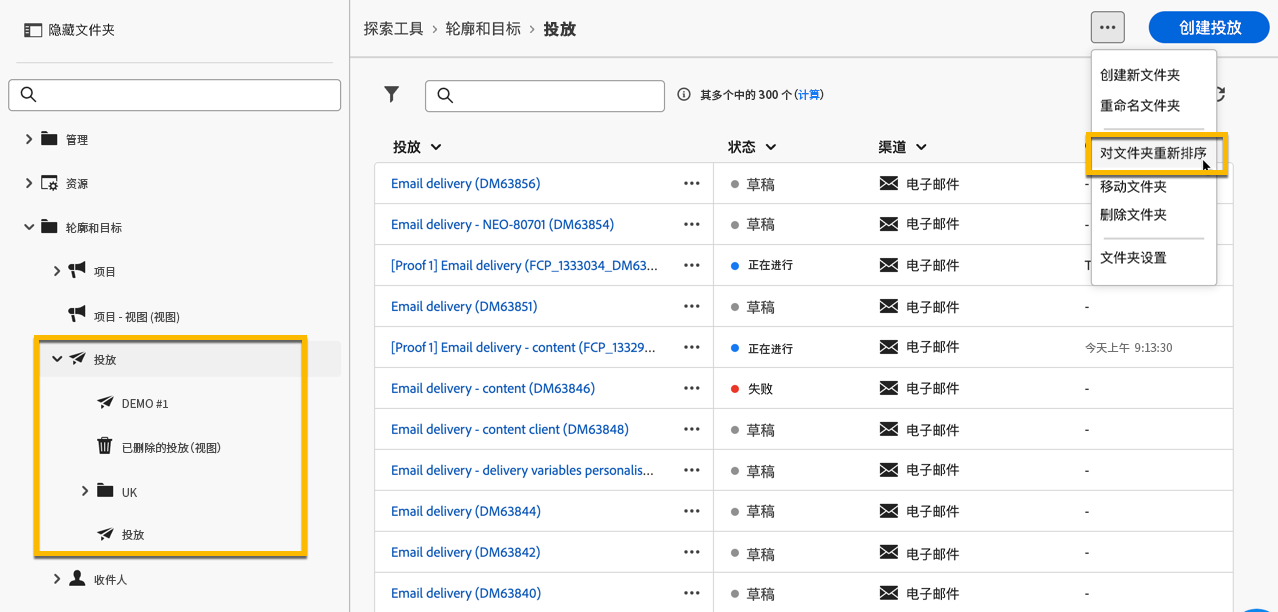 隐藏文件夹
管理
资源
轮廓和目标
项目
项目 - 视图 (视图)
投放
DEMO #1
已删除的投放(视图)
UK
投放
收件人
探索工具 › 轮廓和目标 › 投放
创建投放
其多个中的 300 个 (计算)
创建新文件夹
重命名文件夹
对文件夹重新排序
移动文件夹
删除文件夹
文件夹设置
投放 状态 渠道
Email delivery (DM63856) ••• 草稿 电子邮件 -
Email delivery - NEO-80701 (DM63854) ••• 草稿 电子邮件 -
[Proof 1] Email delivery (FCP_1333034_DM63... ••• 正在进行 电子邮件 T
Email delivery (DM63851) ••• 草稿 电子邮件 -
[Proof 1] Email delivery - content (FCP_13329... ••• 正在进行 电子邮件 今天上午 9:13:30
Email delivery - content (DM63846) ••• 失败 电子邮件 -
Email delivery - content client (DM63848) ••• 草稿 电子邮件 -
Email delivery - delivery variables personalis... ••• 草稿 电子邮件 -
Email delivery (DM63844) ••• 草稿 电子邮件 -
Email delivery (DM63842) ••• 草稿 电子邮件 -
Email delivery (DM63840) ••• 草稿 电子邮件 -